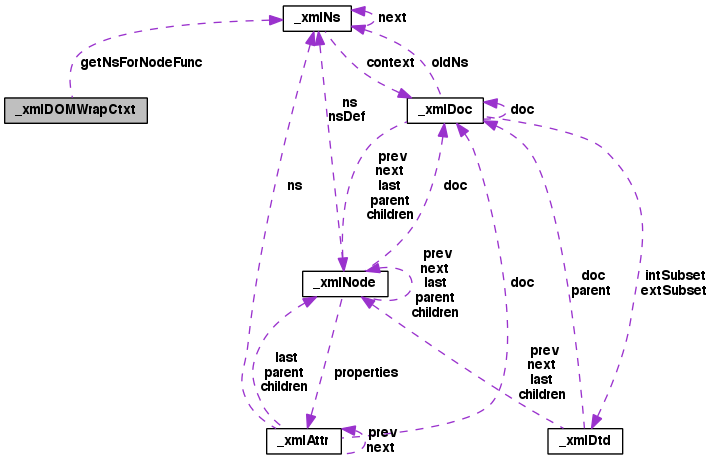 _xmlNs
next
getNsForNodeFunc
context
oldNs
_xmlDOMWrapCtxt
ns
nsDef
_xmlDoc
doc
prev
next
last
parent
children
ns
doc
prev
next
last
parent
children
_xmlNode
doc
doc
parent
intSubset
extSubset
last
parent
children
properties
prev
next
last
children
_xmlAttr
prev
next
_xmlDtd